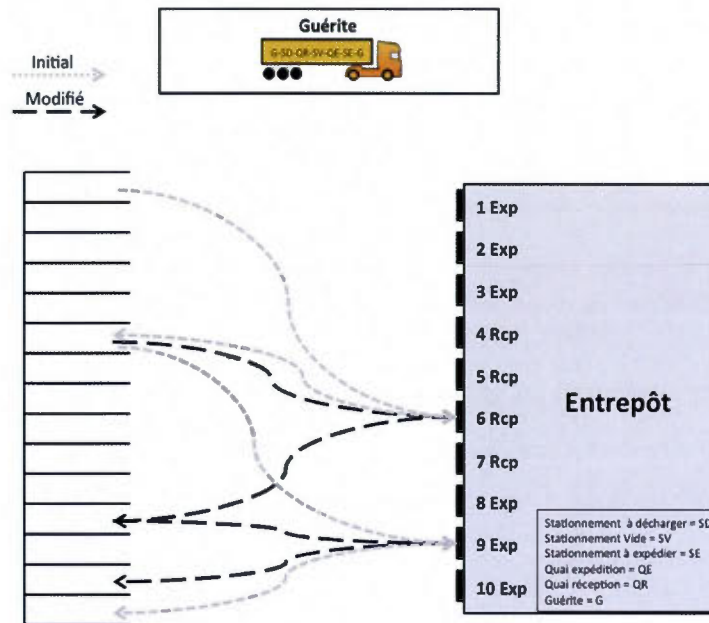 Guérite
G-SD-QR-SV-QE-SE-G
Initial
Modifié
1 Exp
2 Exp
3 Exp
4 Rcp
5 Rcp
6 Rcp
7 Rcp
8 Exp
9 Exp
10 Exp
Entrepôt
Stationnement à décharger = SD
Stationnement Vide = SV
Stationnement à expédier = SE
Quai expédition = QE
Quai réception = QR
Guérite = G